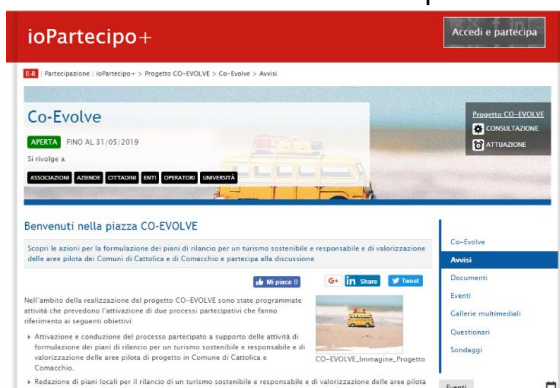 ioPartecipo+
Accedi e partecipa
E-R | Partecipazione : ioPartecipo+ > Progetto CO-EVOLVE > Co-Evolve > Avvisi
Co-Evolve
APERTA FINO AL 31/05/2019
Si rivolge a
ASSOCIAZIONI AZIENDE CITTADINI ENTI OPERATORI UNIVERSITÀ
Progetto CO-EVOLVE
CONSULTAZIONE
ATTUAZIONE
Benvenuti nella piazza CO-EVOLVE
Scopri le azioni per la formulazione dei piani di rilancio per un turismo sostenibile e responsabile e di valorizzazione
delle aree pilota dei Comuni di Cattolica e di Comacchio e partecipa alla discussione
Mi piace 0
G+ in Share Tweet
Nell'ambito della realizzazione del progetto CO-EVOLVE sono state programmate
attività che prevedono l'attivazione di due processi partecipativi che fanno
riferimento ai seguenti obiettivi:
Attivazione e conduzione del processo partecipato a supporto delle attività di
formulazione dei piani di rilancio per un turismo sostenibile e responsabile e di
valorizzazione delle aree pilota di progetto in Comune di Cattolica e
Comacchio.
CO-EVOLVE_Immagine_Progetto
Redazione di piani locali per il rilancio di un turismo sostenibile e responsabile e di valorizzazione delle aree pilota
Co-Evolve
Avvisi
Documenti
Eventi
Gallerie multimediali
Questionari
Sondaggi
Eventi